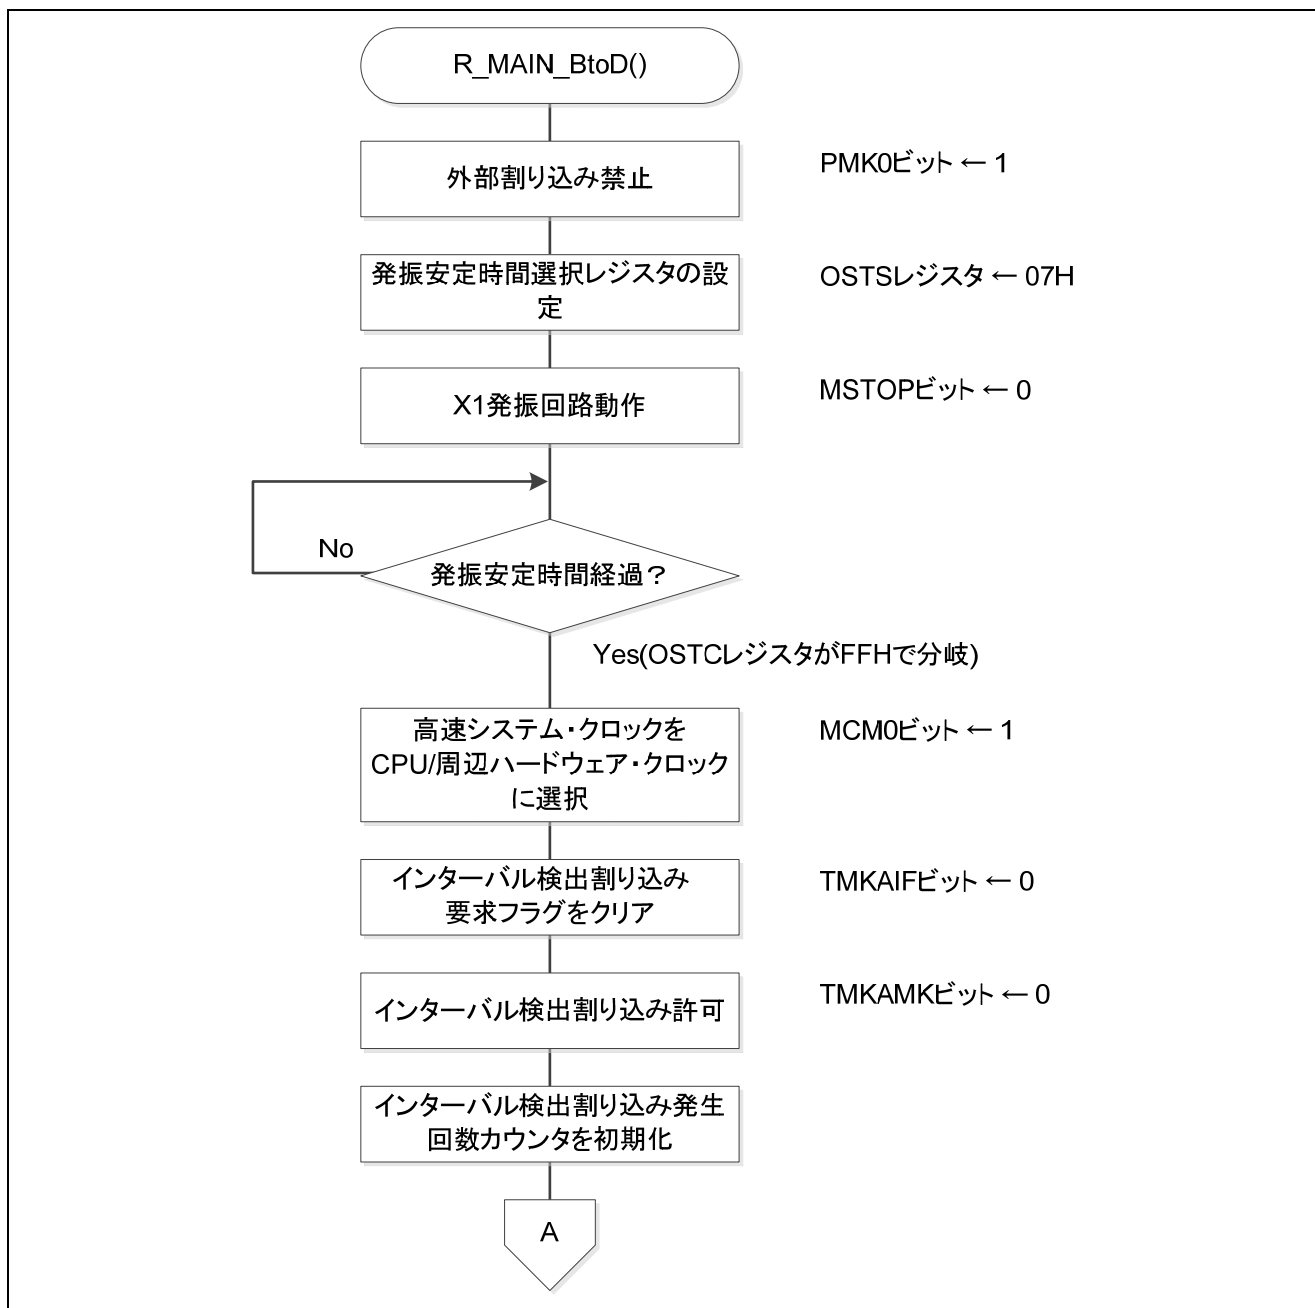 R_MAIN_BtoD()
外部割り込み禁止
PMK0ビット ← 1
発振安定時間選択レジスタの設
定
OSTSレジスタ ← 07H
X1発振回路動作
MSTOPビット ← 0
No
発振安定時間経過？
Yes(OSTCレジスタがFFHで分岐)
高速システム・クロックを
CPU/周辺ハードウェア・クロック
に選択
MCM0ビット ← 1
インターバル検出割り込み
要求フラグをクリア
TMKAIFビット ← 0
インターバル検出割り込み許可
TMKAMKビット ← 0
インターバル検出割り込み発生
回数カウンタを初期化
A